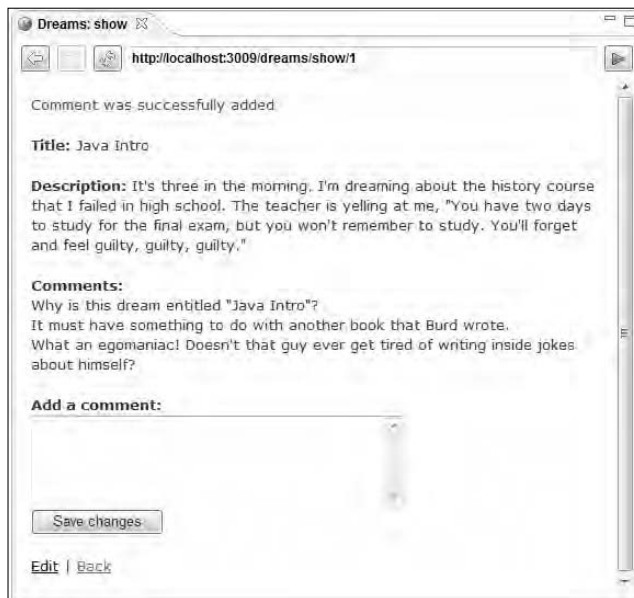 Dreams: show
http://localhost:3009/dreams/show/1
Comment was successfully added
Title: Java Intro
Description: It's three in the morning. I'm dreaming about the history course
that I failed in high school. The teacher is yelling at me, "You have two days
to study for the final exam, but you won't remember to study. You'll forget
and feel guilty, guilty, guilty."
Comments:
Why is this dream entitled "Java Intro"?
It must have something to do with another book that Burd wrote.
What an egomaniac! Doesn't that guy ever get tired of writing inside jokes
about himself?
Add a comment:
Save changes
Edit | Back